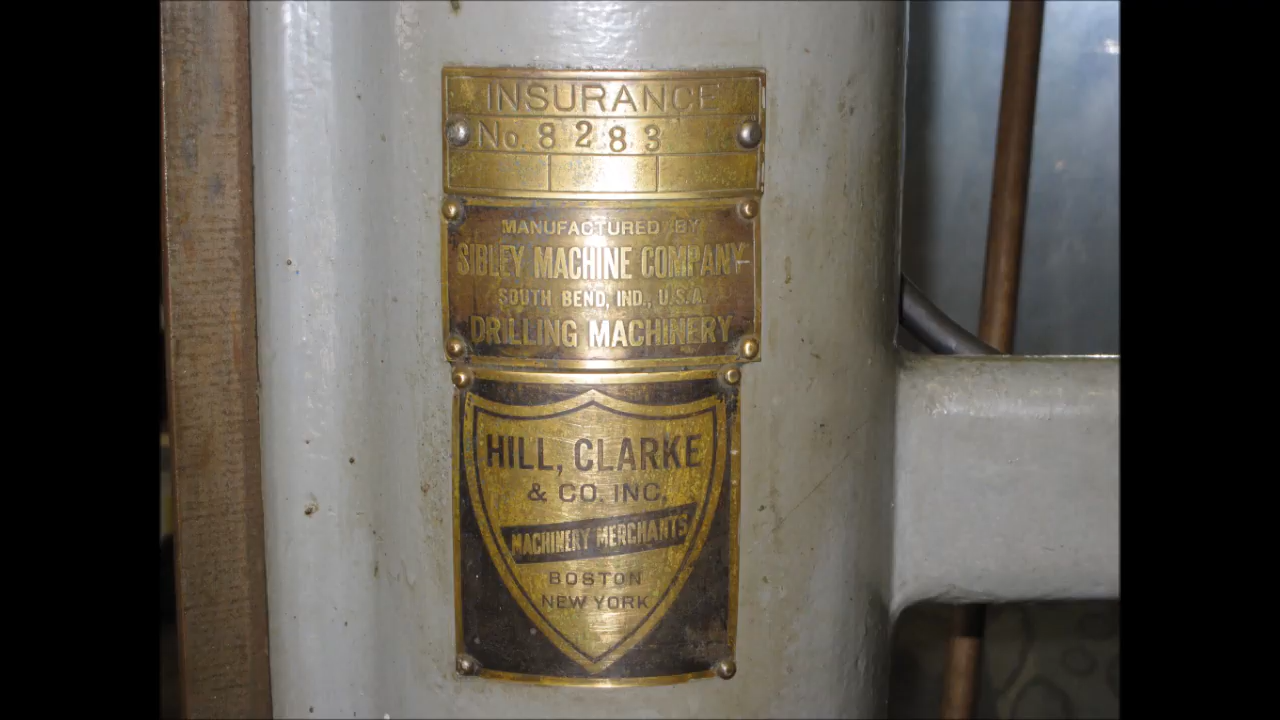 INSURANCE
No. 8283
MANUFACTURED BY
SIBLEY MACHINE COMPANY
SOUTH BEND, IND., U.S.A.
DRILLING MACHINERY
HILL, CLARKE
& CO. INC.
MACHINERY MERCHANTS
BOSTON
NEW YORK